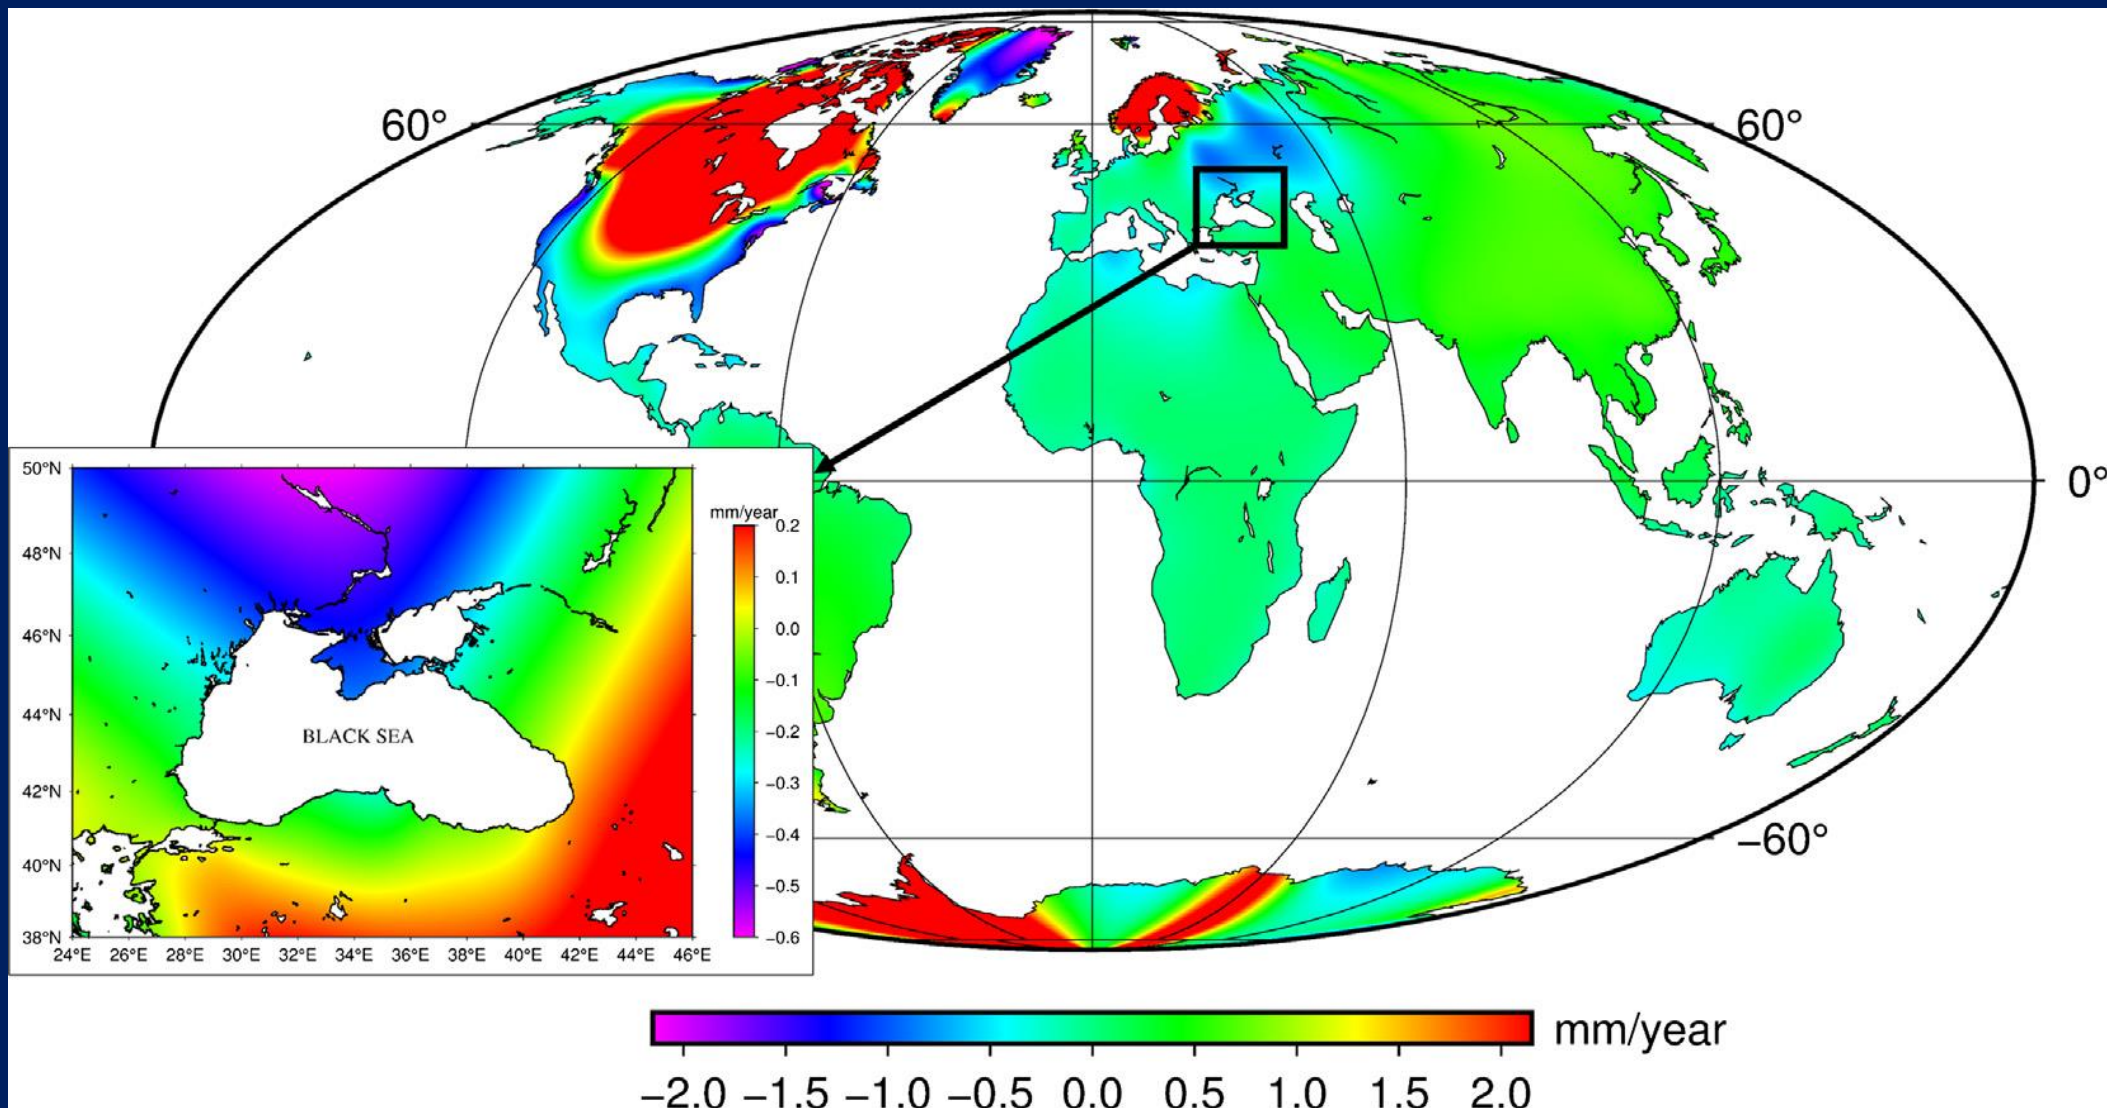 60°
60°
0°
−60°
50°N
48°N
46°N
44°N
42°N
40°N
38°N
24°E 26°E 28°E 30°E 32°E 34°E 36°E 38°E 40°E 42°E 44°E 46°E
BLACK SEA
mm/year
0.2
0.1
0.0
−0.1
−0.2
−0.3
−0.4
−0.5
−0.6
mm/year
−2.0 −1.5 −1.0 −0.5 0.0 0.5 1.0 1.5 2.0